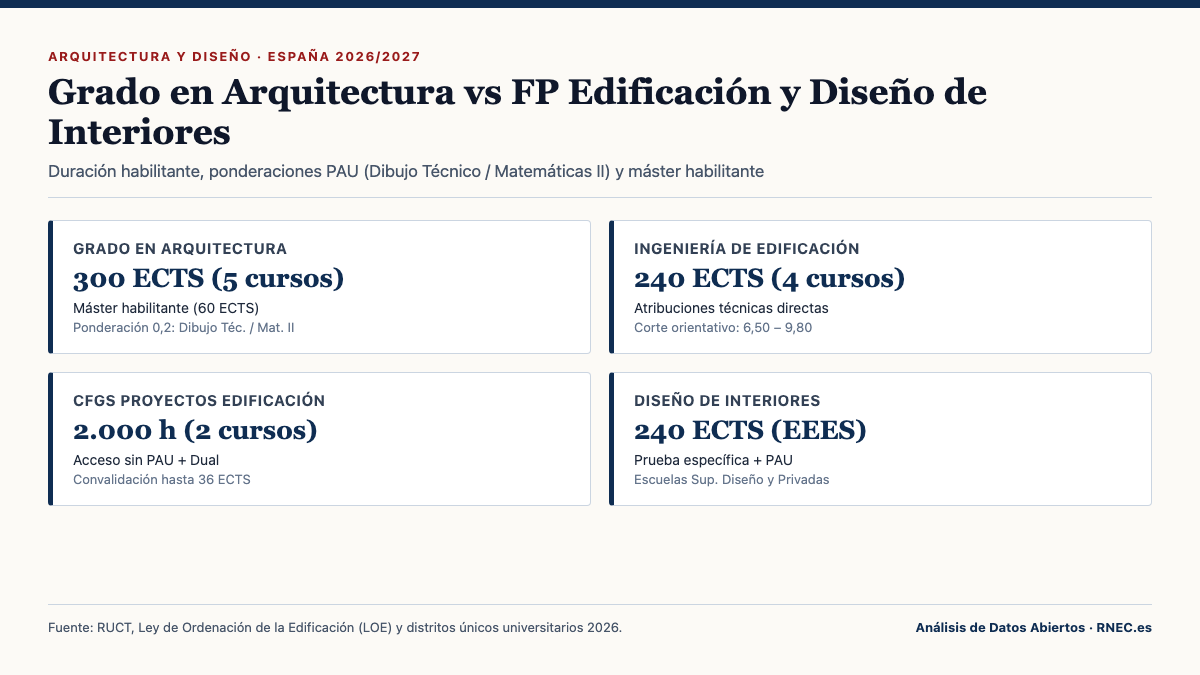 ARQUITECTURA Y DISEÑO · ESPAÑA 2026/2027
Grado en Arquitectura vs FP Edificación y Diseño de
Interiores
Duración habilitante, ponderaciones PAU (Dibujo Técnico / Matemáticas II) y máster habilitante
GRADO EN ARQUITECTURA
300 ECTS (5 cursos)
Máster habilitante (60 ECTS)
Ponderación 0,2: Dibujo Téc. / Mat. II
INGENIERÍA DE EDIFICACIÓN
240 ECTS (4 cursos)
Atribuciones técnicas directas
Corte orientativo: 6,50 – 9,80
CFGS PROYECTOS EDIFICACIÓN
2.000 h (2 cursos)
Acceso sin PAU + Dual
Convalidación hasta 36 ECTS
DISEÑO DE INTERIORES
240 ECTS (EEES)
Prueba específica + PAU
Escuelas Sup. Diseño y Privadas
Fuente: RUCT, Ley de Ordenación de la Edificación (LOE) y distritos únicos universitarios 2026.
Análisis de Datos Abiertos · RNEC.es